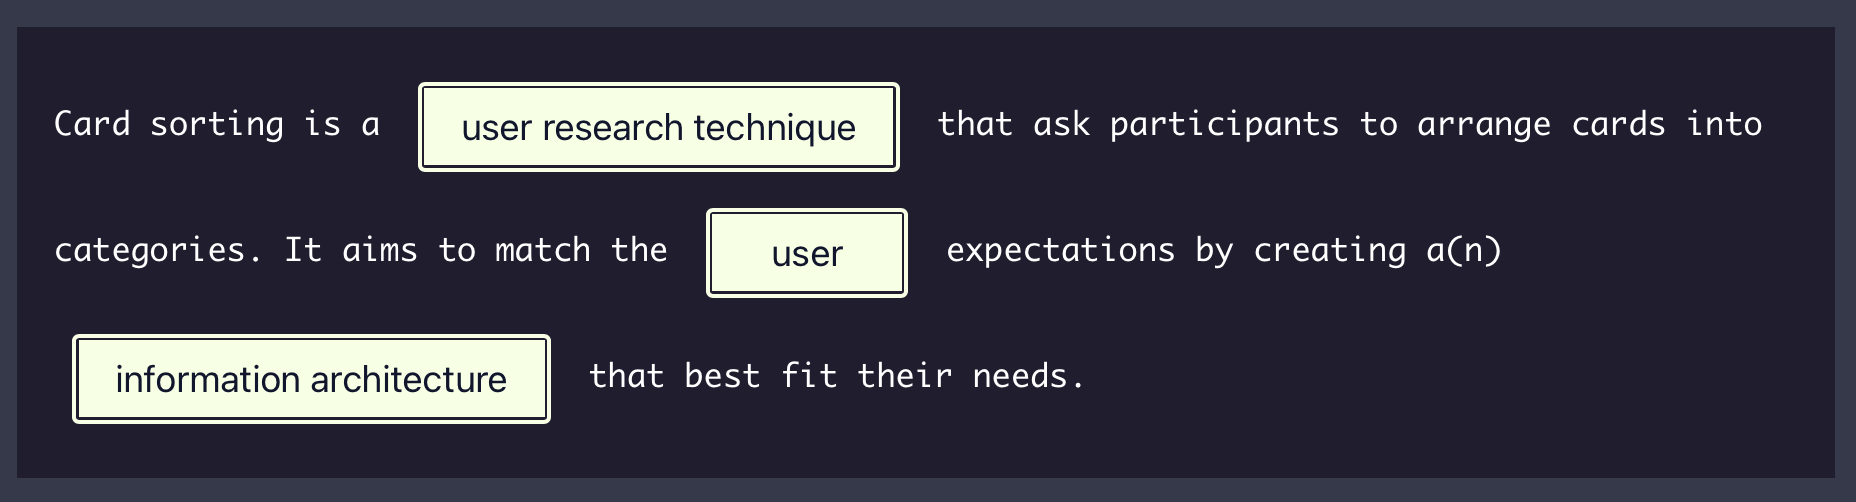 Card sorting is a user research technique that ask participants to arrange cards into
categories. It aims to match the user expectations by creating a(n)
information architecture that best fit their needs.